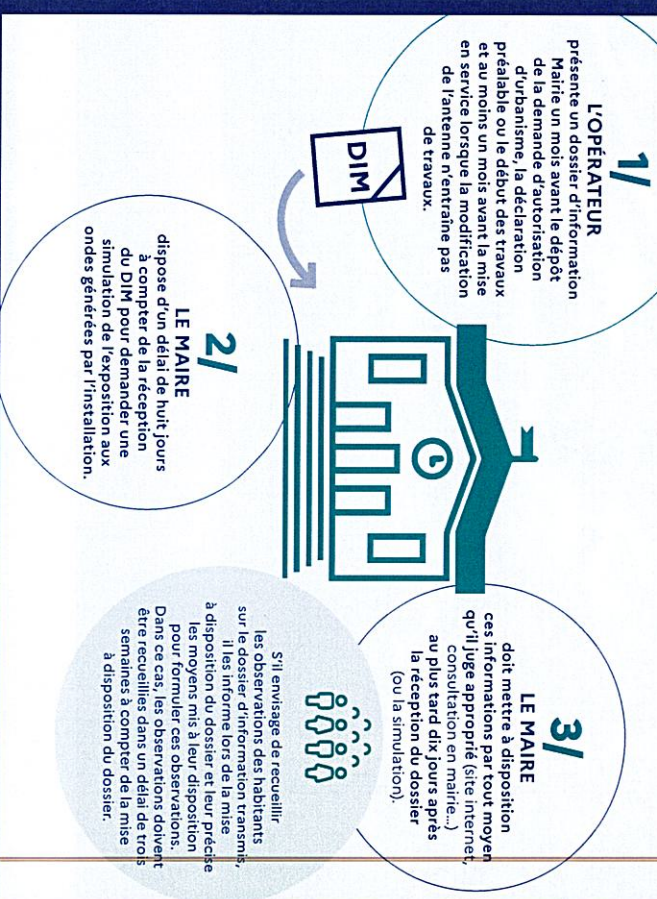 1/
L'OPÉRATEUR
présente un dossier d'information
Mairie un mois avant le dépôt
de la demande d'autorisation
d'urbanisme, la déclaration
préalable ou le début des travaux
et au moins un mois avant la mise
en service lorsque la modification
de l'antenne n'entraîne pas
de travaux.
DIM
2/
LE MAIRE
dispose d'un délai de huit jours
à compter de la réception
du DIM pour demander une
simulation de l'exposition aux
ondes générées par l'installation.
3/
LE MAIRE
doit mettre à disposition
ces informations par tout moyen
qu'il juge approprié (site internet,
consultation en mairie...)
au plus tard dix jours après
la réception du dossier
(ou la simulation).
S'il envisage de recueillir
les observations des habitants
sur le dossier d'information transmis,
il les informe lors de la mise
à disposition du dossier et leur précise
les moyens mis à leur disposition
pour formuler ces observations.
Dans ce cas, les observations doivent
être recueillies dans un délai de trois
semaines à compter de la mise
à disposition du dossier.